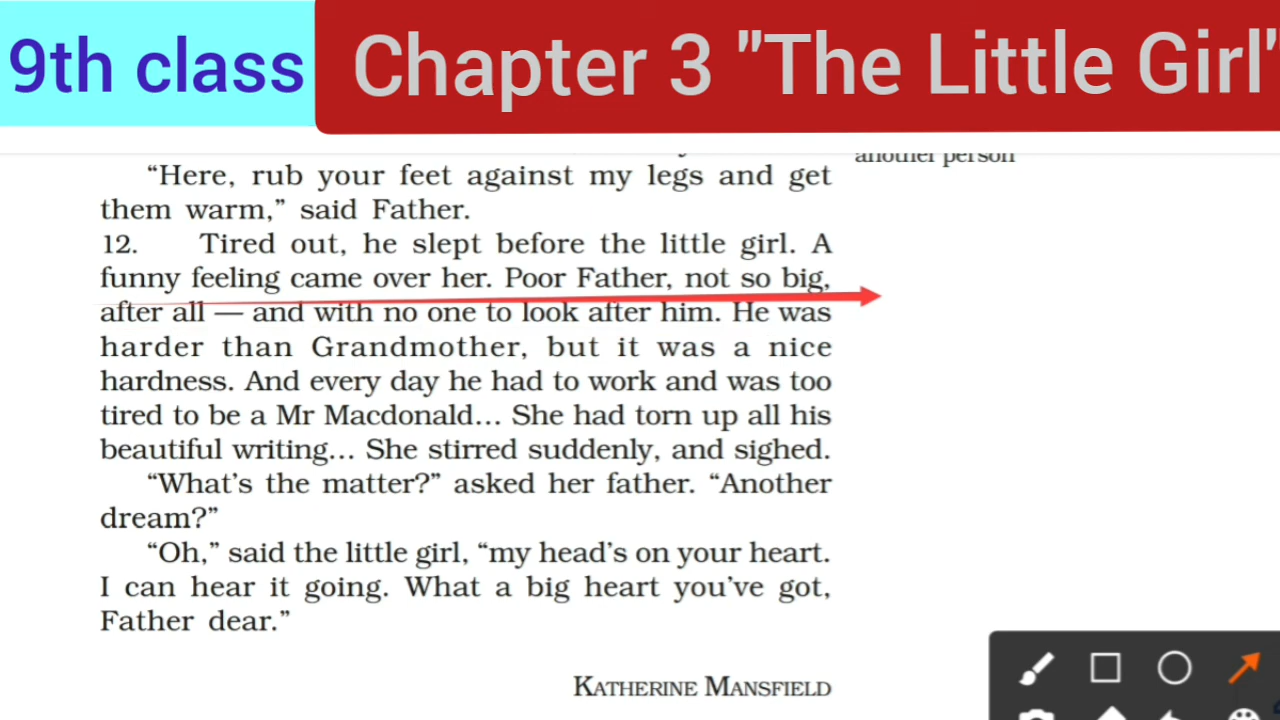 9th class
Chapter 3 "The Little Girl"
another person
“Here, rub your feet against my legs and get
them warm,” said Father.
12. Tired out, he slept before the little girl. A
funny feeling came over her. Poor Father, not so big,
after all — and with no one to look after him. He was
harder than Grandmother, but it was a nice
hardness. And every day he had to work and was too
tired to be a Mr Macdonald... She had torn up all his
beautiful writing... She stirred suddenly, and sighed.
“What’s the matter?” asked her father. “Another
dream?”
“Oh,” said the little girl, “my head’s on your heart.
I can hear it going. What a big heart you’ve got,
Father dear.”
KATHERINE MANSFIELD